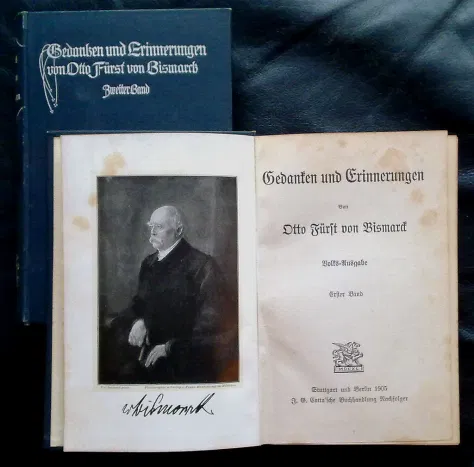 Gedanken und Erinnerungen
von Otto Fürst von Bismarck
Zweiter Band
Gedanken und Erinnerungen
Von
Otto Fürst von Bismarck
Volks-Ausgabe
Erster Band
Stuttgart und Berlin 1905
J. G. Cotta'sche Buchhandlung Nachfolger
v Bismarck